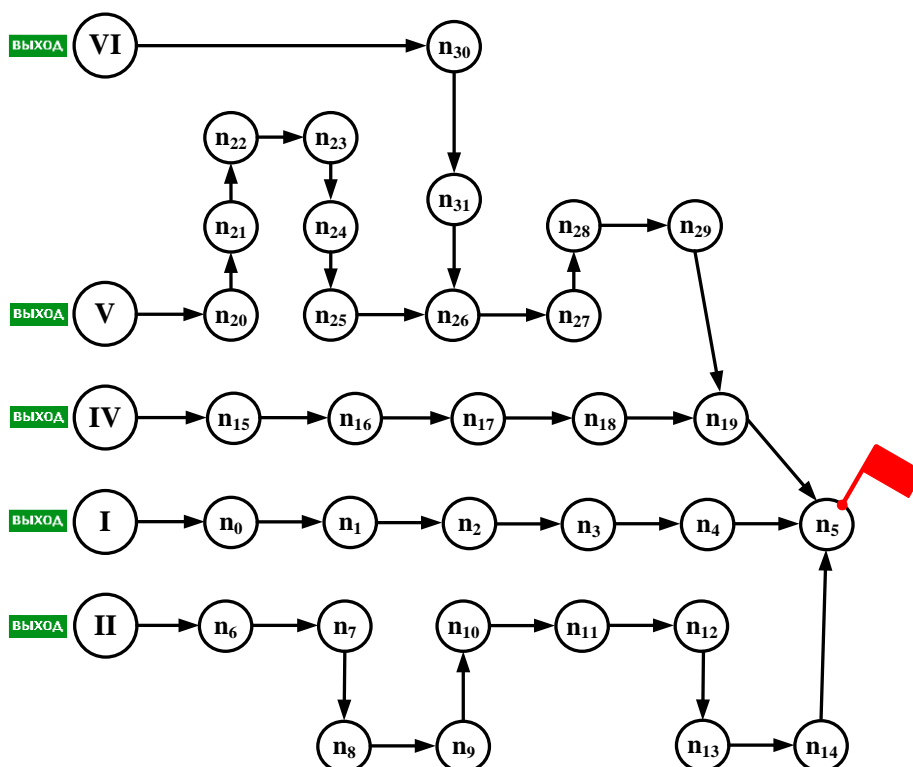 ВЫХОД VI n30
n22 n23
n31
n21 n24 n28 n29
ВЫХОД V n20 n25 n26 n27
ВЫХОД IV n15 n16 n17 n18 n19
ВЫХОД I n0 n1 n2 n3 n4 n5
ВЫХОД II n6 n7 n10 n11 n12
n8 n9 n13 n14